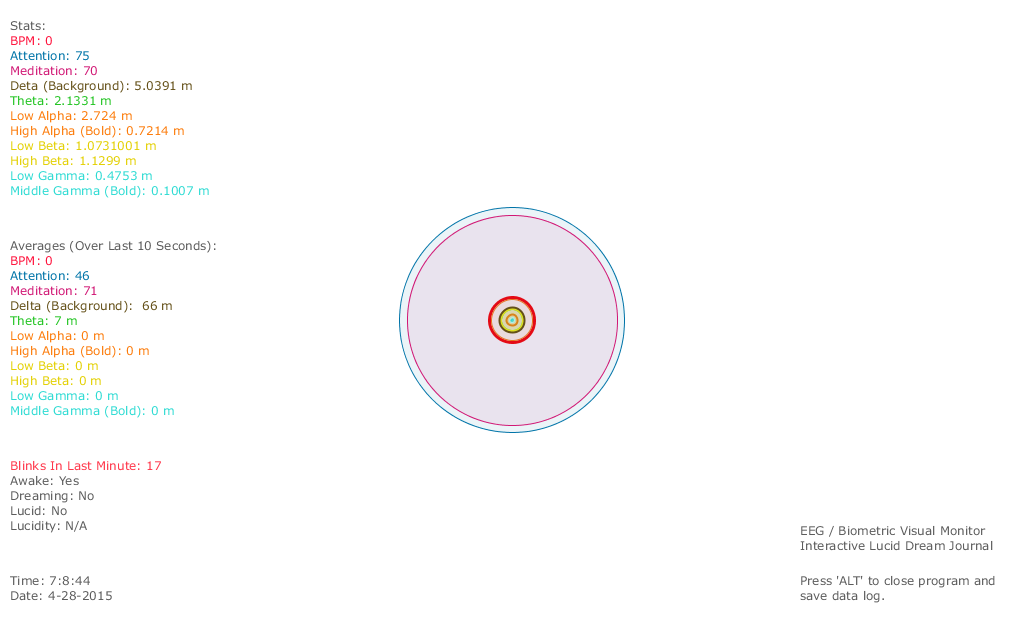 Stats:
BPM: 0
Attention: 75
Meditation: 70
Deta (Background): 5.0391 m
Theta: 2.1331 m
Low Alpha: 2.724 m
High Alpha (Bold): 0.7214 m
Low Beta: 1.0731001 m
High Beta: 1.1299 m
Low Gamma: 0.4753 m
Middle Gamma (Bold): 0.1007 m
Averages (Over Last 10 Seconds):
BPM: 0
Attention: 46
Meditation: 71
Delta (Background):  66 m
Theta: 7 m
Low Alpha: 0 m
High Alpha (Bold): 0 m
Low Beta: 0 m
High Beta: 0 m
Low Gamma: 0 m
Middle Gamma (Bold): 0 m
Blinks In Last Minute: 17
Awake: Yes
Dreaming: No
Lucid: No
Lucidity: N/A
Time: 7:8:44
Date: 4-28-2015
EEG / Biometric Visual Monitor
Interactive Lucid Dream Journal
Press 'ALT' to close program and
save data log.